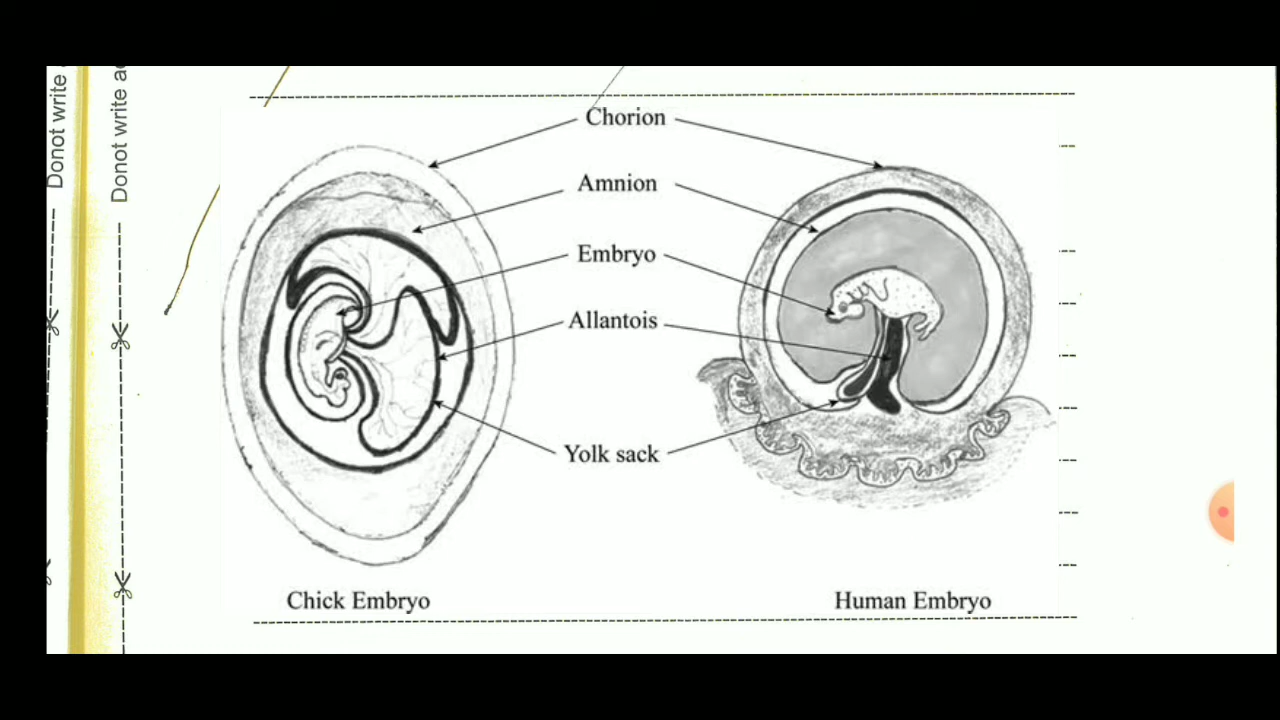 Donot write
Donot write
Chorion
Amnion
Embryo
Allantois
Yolk sack
Chick Embryo
Human Embryo